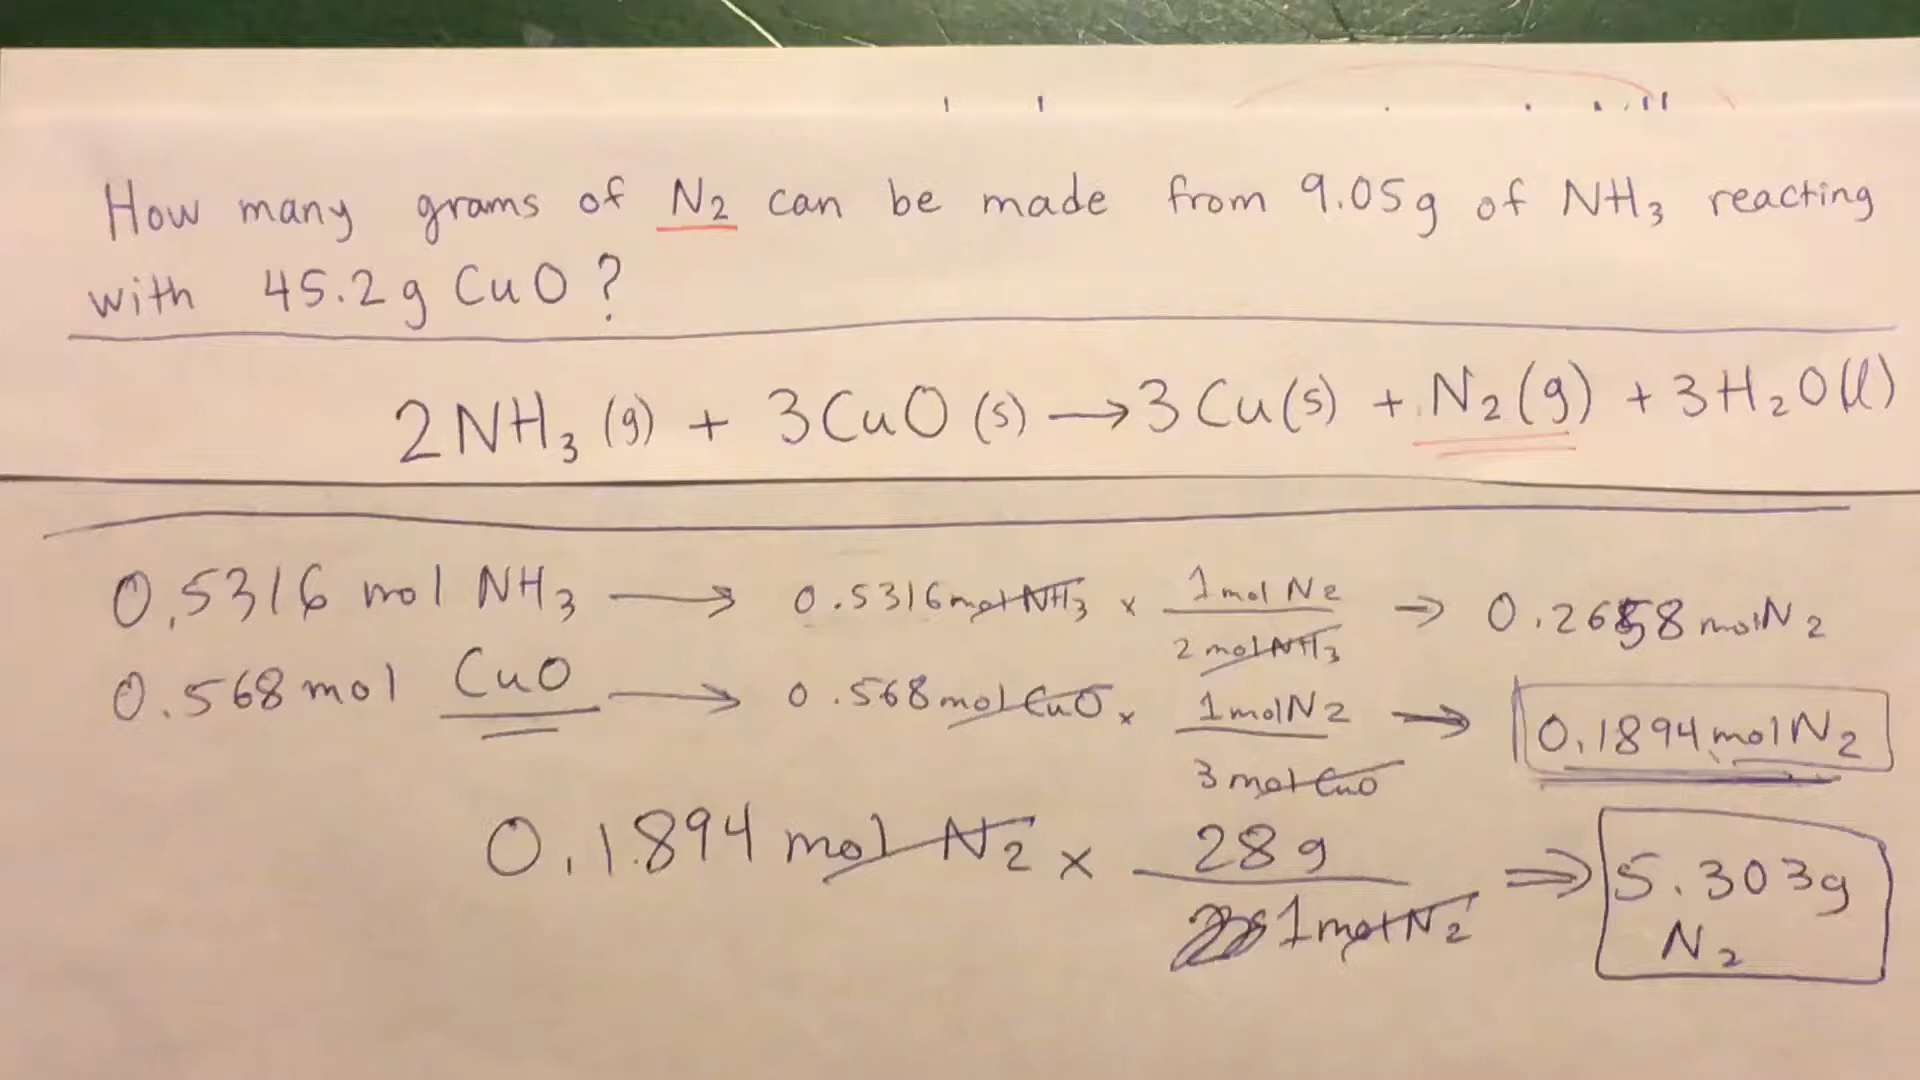 How many grams of N2 can be made from 9.05g of NH3 reacting
with 45.2g CuO?
2NH3(g) + 3CuO(s) → 3Cu(s) + N2(g) + 3H2O(l)
0.5316 mol NH3 → 0.5316 mol NH3 x 1 mol N2 / 2 mol NH3 → 0.2658 mol N2
0.568 mol CuO → 0.568 mol CuO x 1 mol N2 / 3 mol CuO → 0.1894 mol N2
0.1894 mol N2 x 28g / 1 mol N2 ⇒ 5.303g N2